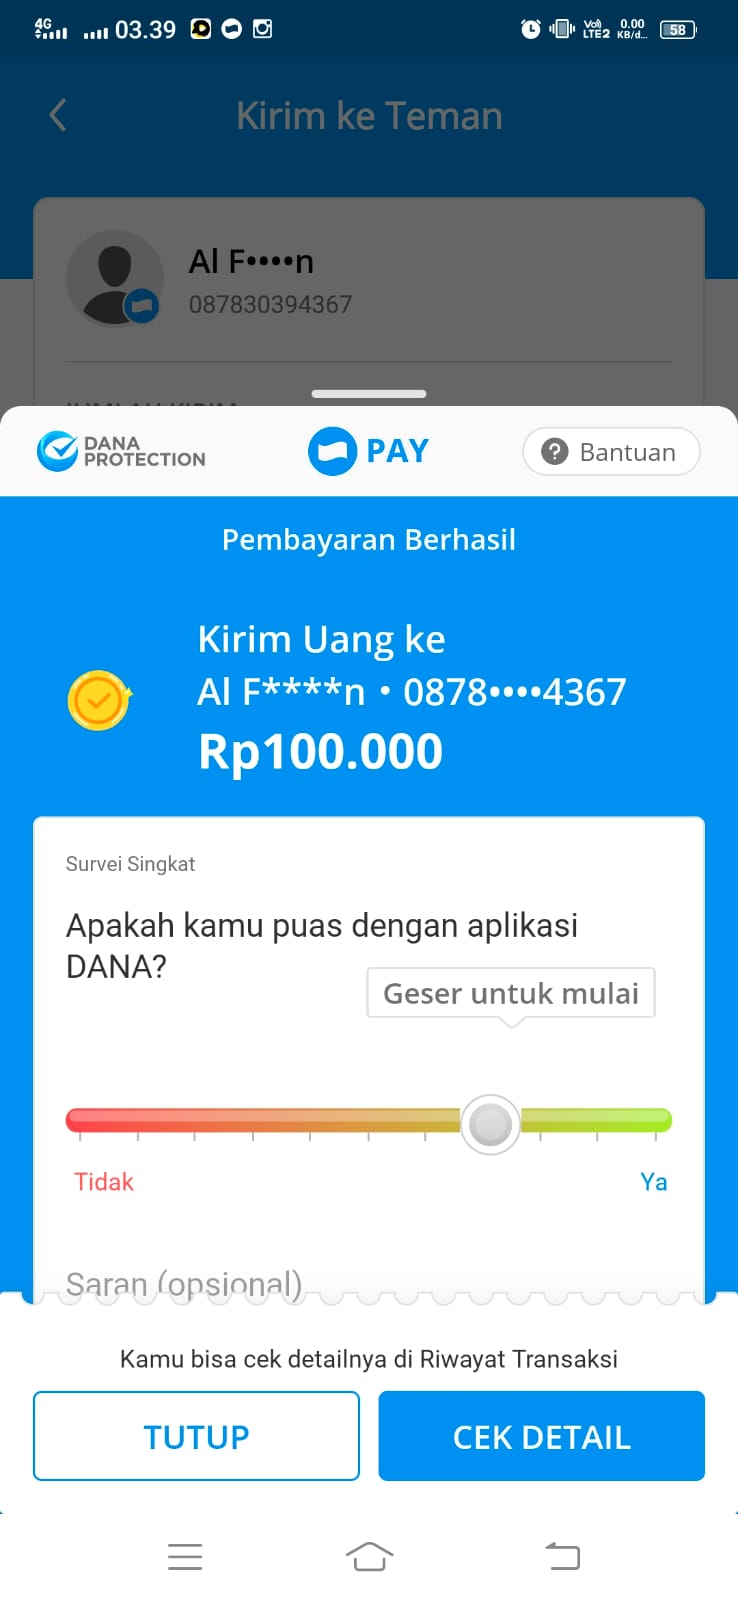 4G 03.39 Vo) LTE2 0.00 KB/d... 58
Kirim ke Teman
Al F••••n
087830394367
DANA PROTECTION
PAY
? Bantuan
Pembayaran Berhasil
Kirim Uang ke
Al F****n • 0878••••4367
Rp100.000
Survei Singkat
Apakah kamu puas dengan aplikasi
DANA?
Geser untuk mulai
Tidak
Ya
Saran (opsional)
Kamu bisa cek detailnya di Riwayat Transaksi
TUTUP
CEK DETAIL